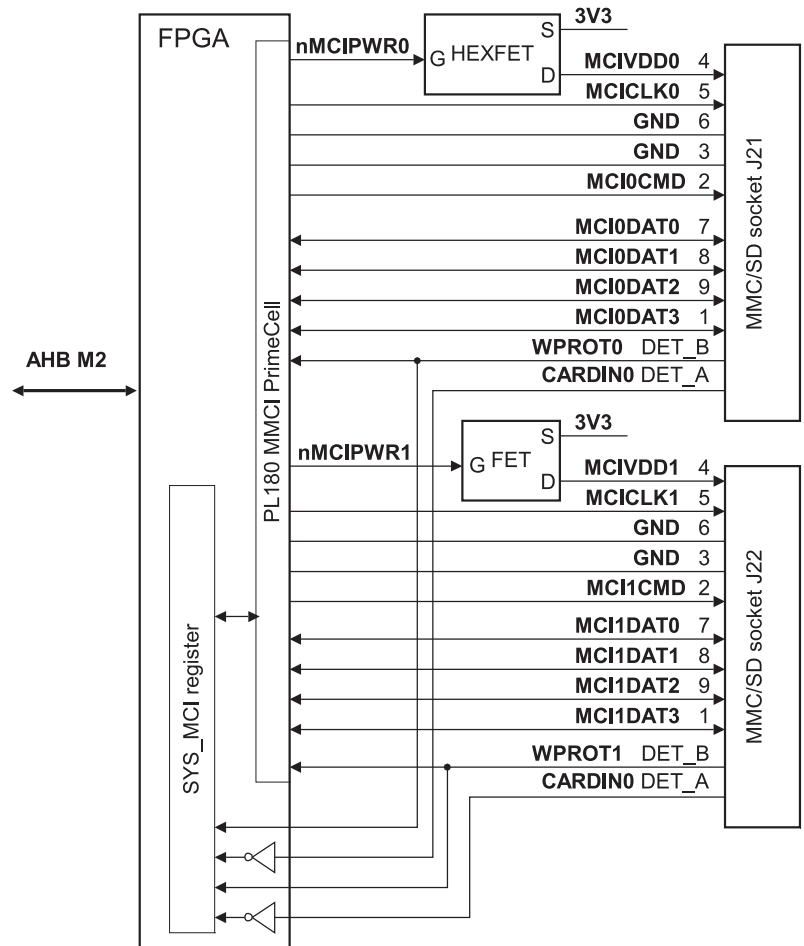 FPGA
nMCIPWR0
G HEXFET
S
D
3V3
MCIVDD0 4
MCICLK0 5
GND 6
GND 3
MCI0CMD 2
MCI0DAT0 7
MCI0DAT1 8
MCI0DAT2 9
MCI0DAT3 1
WPROT0 DET_B
CARDIN0 DET_A
MMC/SD socket J21
AHB M2
PL180 MMCI PrimeCell
nMCIPWR1
G FET
S
D
3V3
MCIVDD1 4
MCICLK1 5
GND 6
GND 3
MCI1CMD 2
MCI1DAT0 7
MCI1DAT1 8
MCI1DAT2 9
MCI1DAT3 1
WPROT1 DET_B
CARDIN0 DET_A
MMC/SD socket J22
SYS_MCI register